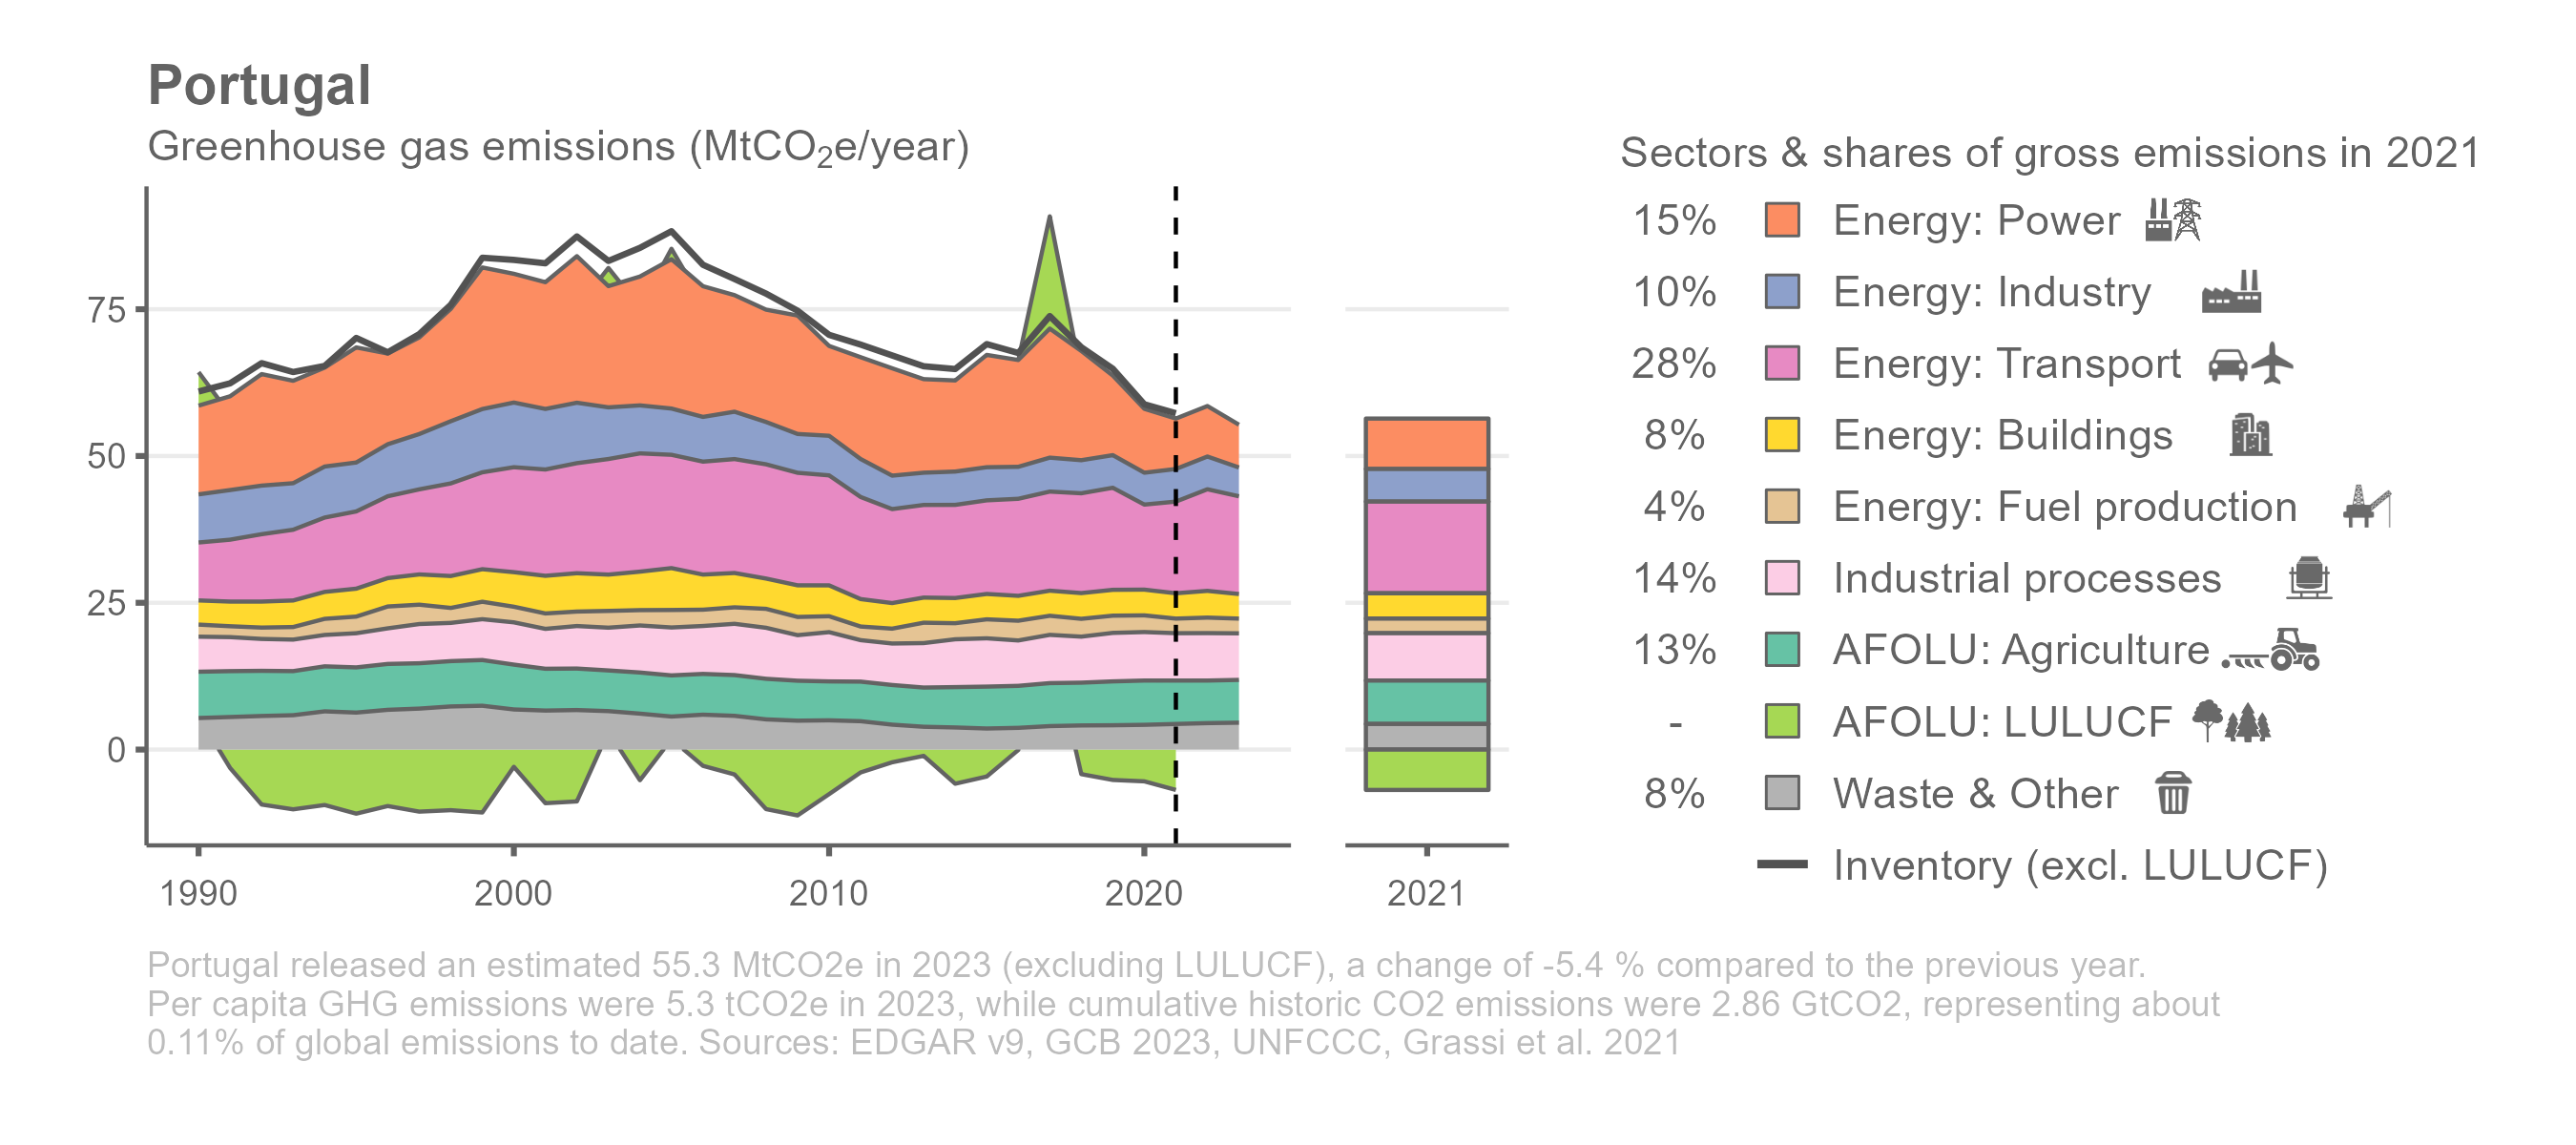 Portugal
Greenhouse gas emissions (MtCO₂e/year)
75
50
25
0
1990 2000 2010 2020 2021
Sectors & shares of gross emissions in 2021
15% Energy: Power
10% Energy: Industry
28% Energy: Transport
8% Energy: Buildings
4% Energy: Fuel production
14% Industrial processes
13% AFOLU: Agriculture
- AFOLU: LULUCF
8% Waste & Other
Inventory (excl. LULUCF)
Portugal released an estimated 55.3 MtCO2e in 2023 (excluding LULUCF), a change of -5.4 % compared to the previous year.
Per capita GHG emissions were 5.3 tCO2e in 2023, while cumulative historic CO2 emissions were 2.86 GtCO2, representing about
0.11% of global emissions to date. Sources: EDGAR v9, GCB 2023, UNFCCC, Grassi et al. 2021